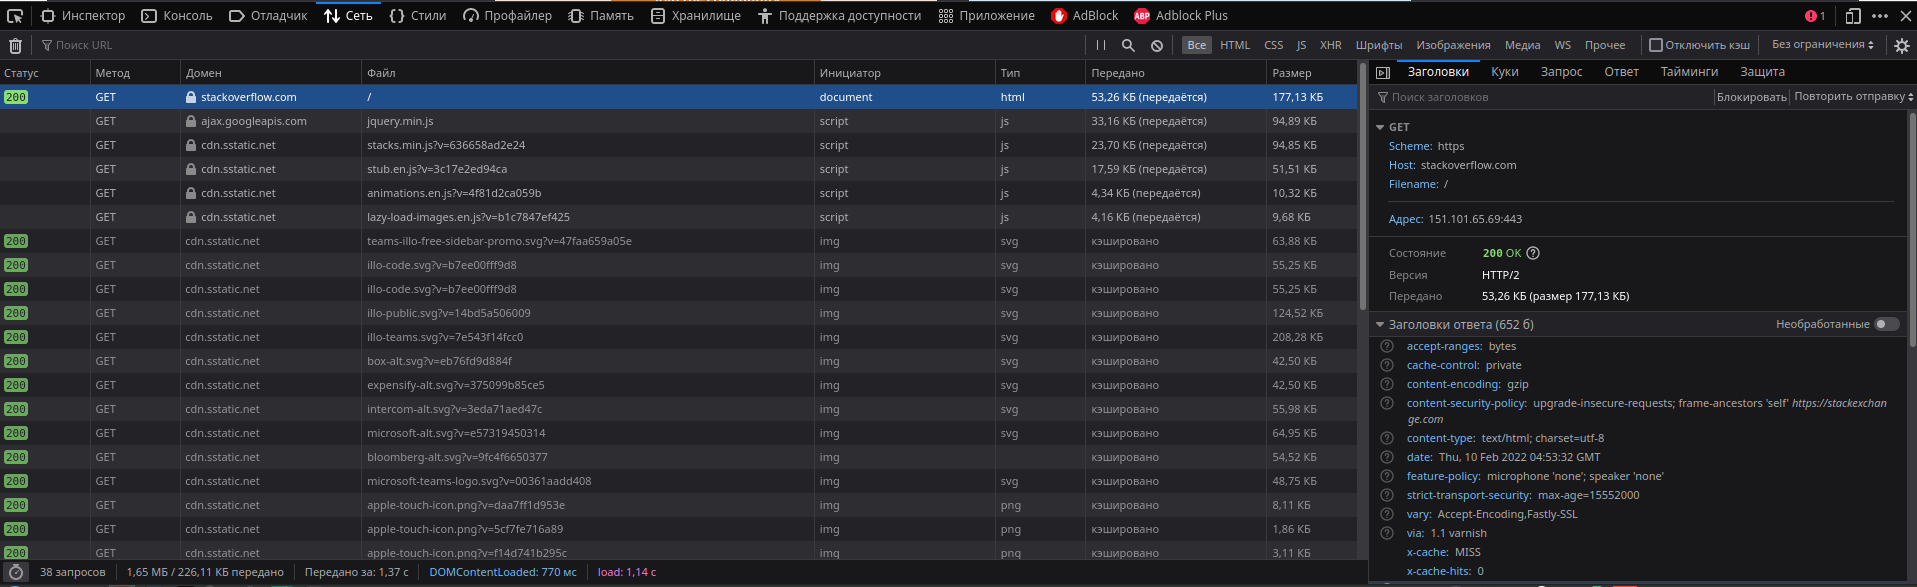 Инспектор Консоль Отладчик Сеть Стили Профайлер Память Хранилище Поддержка доступности Приложение AdBlock ABP Adblock Plus 1
Поиск URL Все HTML CSS JS XHR Шрифты Изображения Медиа WS Прочее Отключить кэш Без ограничения
Статус Метод Домен Файл Инициатор Тип Передано Размер
200 GET stackoverflow.com / document html 53,26 КБ (передаётся) 177,13 КБ
GET ajax.googleapis.com jquery.min.js script js 33,16 КБ (передаётся) 94,89 КБ
GET cdn.sstatic.net stacks.min.js?v=636658ad2e24 script js 23,70 КБ (передаётся) 94,85 КБ
GET cdn.sstatic.net stub.en.js?v=3c17e2ed94ca script js 17,59 КБ (передаётся) 51,51 КБ
GET cdn.sstatic.net animations.en.js?v=4f81d2ca059b script js 4,34 КБ (передаётся) 10,32 КБ
GET cdn.sstatic.net lazy-load-images.en.js?v=b1c7847ef425 script js 4,16 КБ (передаётся) 9,68 КБ
200 GET cdn.sstatic.net teams-illo-free-sidebar-promo.svg?v=47faa659a05e img svg кэшировано 63,88 КБ
200 GET cdn.sstatic.net illo-code.svg?v=b7ee00fff9d8 img svg кэшировано 55,25 КБ
200 GET cdn.sstatic.net illo-code.svg?v=b7ee00fff9d8 img svg кэшировано 55,25 КБ
200 GET cdn.sstatic.net illo-public.svg?v=14bd5a506009 img svg кэшировано 124,52 КБ
200 GET cdn.sstatic.net illo-teams.svg?v=7e543f14fcc0 img svg кэшировано 208,28 КБ
200 GET cdn.sstatic.net box-alt.svg?v=eb76fd9d884f img svg кэшировано 42,50 КБ
200 GET cdn.sstatic.net expensify-alt.svg?v=375099b85ce5 img svg кэшировано 42,50 КБ
200 GET cdn.sstatic.net intercom-alt.svg?v=3eda71aed47c img svg кэшировано 55,98 КБ
200 GET cdn.sstatic.net microsoft-alt.svg?v=e57319450314 img svg кэшировано 64,95 КБ
200 GET cdn.sstatic.net bloomberg-alt.svg?v=9fc4f6650377 img кэшировано 54,52 КБ
200 GET cdn.sstatic.net microsoft-teams-logo.svg?v=00361aadd408 img svg кэшировано 48,75 КБ
200 GET cdn.sstatic.net apple-touch-icon.png?v=daa7ff1d953e img png кэшировано 8,11 КБ
200 GET cdn.sstatic.net apple-touch-icon.png?v=5cf7fe716a89 img png кэшировано 1,86 КБ
200 GET cdn.sstatic.net apple-touch-icon.png?v=f14d741b295c img png кэшировано 3,11 КБ
38 запросов 1,65 МБ / 226,11 КБ передано Передано за: 1,37 с DOMContentLoaded: 770 мс load: 1,14 с
Заголовки Куки Запрос Ответ Тайминги Защита
Поиск заголовков Блокировать Повторить отправку
GET
Scheme: https
Host: stackoverflow.com
Filename: /
Адрес: 151.101.65.69:443
Состояние 200 OK
Версия HTTP/2
Передано 53,26 КБ (размер 177,13 КБ)
Заголовки ответа (652 б) Необработанные
accept-ranges: bytes
cache-control: private
content-encoding: gzip
content-security-policy: upgrade-insecure-requests; frame-ancestors 'self' https://stackexchan
ge.com
content-type: text/html; charset=utf-8
date: Thu, 10 Feb 2022 04:53:32 GMT
feature-policy: microphone 'none'; speaker 'none'
strict-transport-security: max-age=15552000
vary: Accept-Encoding,Fastly-SSL
via: 1.1 varnish
x-cache: MISS
x-cache-hits: 0